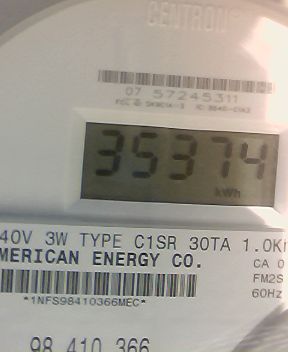 CENTRON®
07 57245311
35374
kWh
40V 3W TYPE C1SR 30TA 1.0K
MERICAN ENERGY CO.
CA 0
FM2S
60Hz
*1NFS98410366MEC*
98 410 366